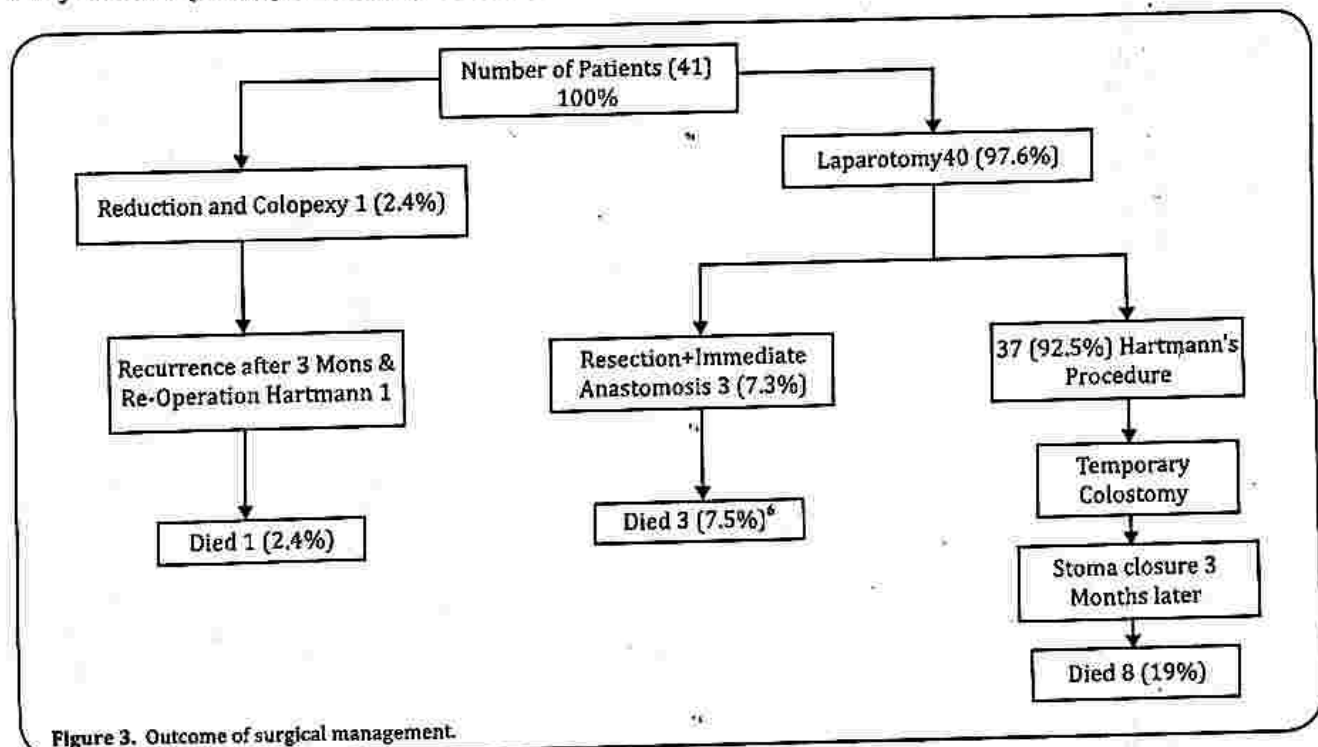 Number of Patients (41)
100%
Laparotomy40 (97.6%)
Reduction and Colopexy 1 (2.4%)
Recurrence after 3 Mons &
Re-Operation Hartmann 1
Resection+Immediate
Anastomosis 3 (7.3%)
37 (92.5%) Hartmann's
Procedure
Temporary
Colostomy
Died 1 (2.4%)
Died 3 (7.5%)⁶
Stoma closure 3
Months later
Died 8 (19%)
Figure 3. Outcome of surgical management.